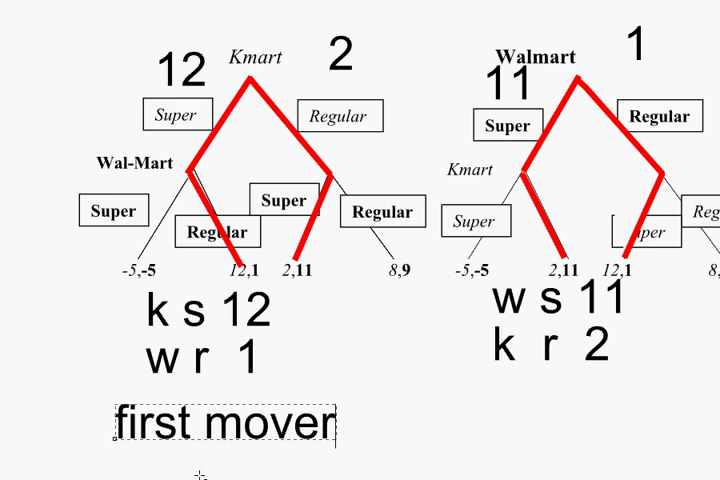 12 Kmart 2
Super Regular
Wal-Mart
Super Regular Super Regular
-5,-5 12,1 2,11 8,9
k s 12
w r 1
first mover
Walmart 1
11
Super Regular
Kmart
Super
-5,-5 2,11 12,1 8,
w s 11
k r 2